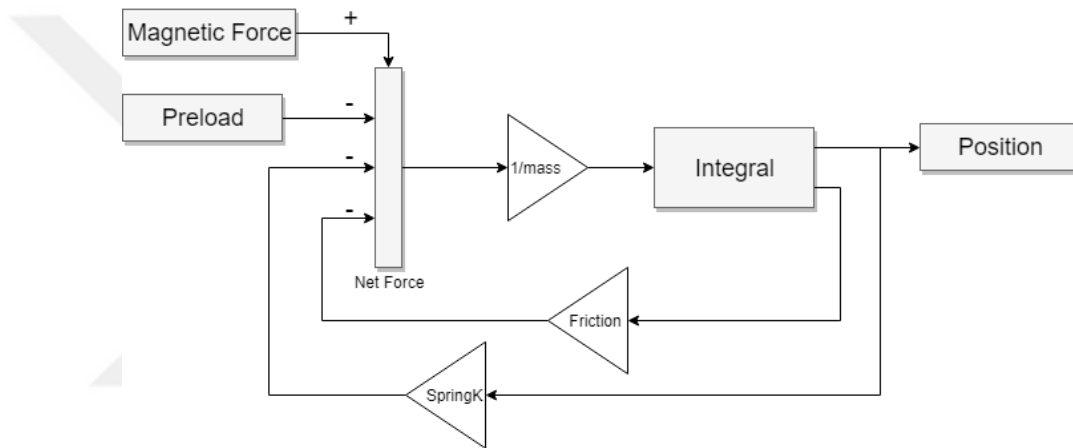 Magnetic Force
+
Preload
-
-
-
Net Force
1/mass
Integral
Position
Friction
SpringK